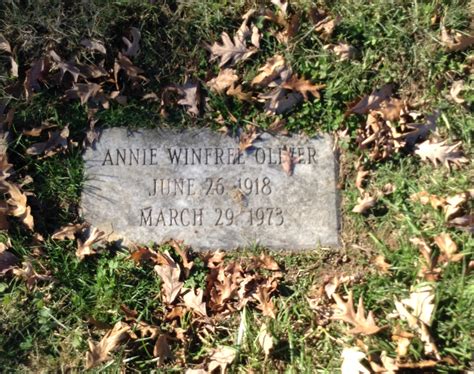 ANNIE WINFREE OLIVER
JUNE 26 1918
MARCH 29 1973